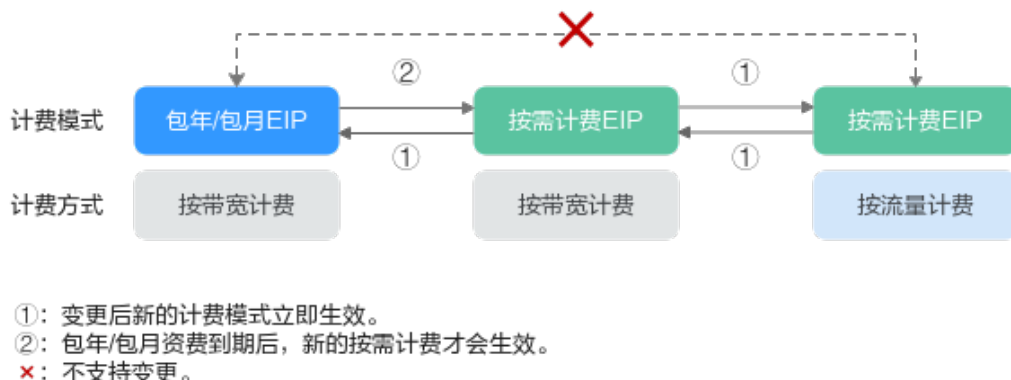 ② ①
计费模式 包年/包月EIP 按需计费EIP 按需计费EIP
① ①
计费方式 按带宽计费 按带宽计费 按流量计费
①：变更后新的计费模式立即生效。
②：包年/包月资费到期后，新的按需计费才会生效。
×：不支持变更。